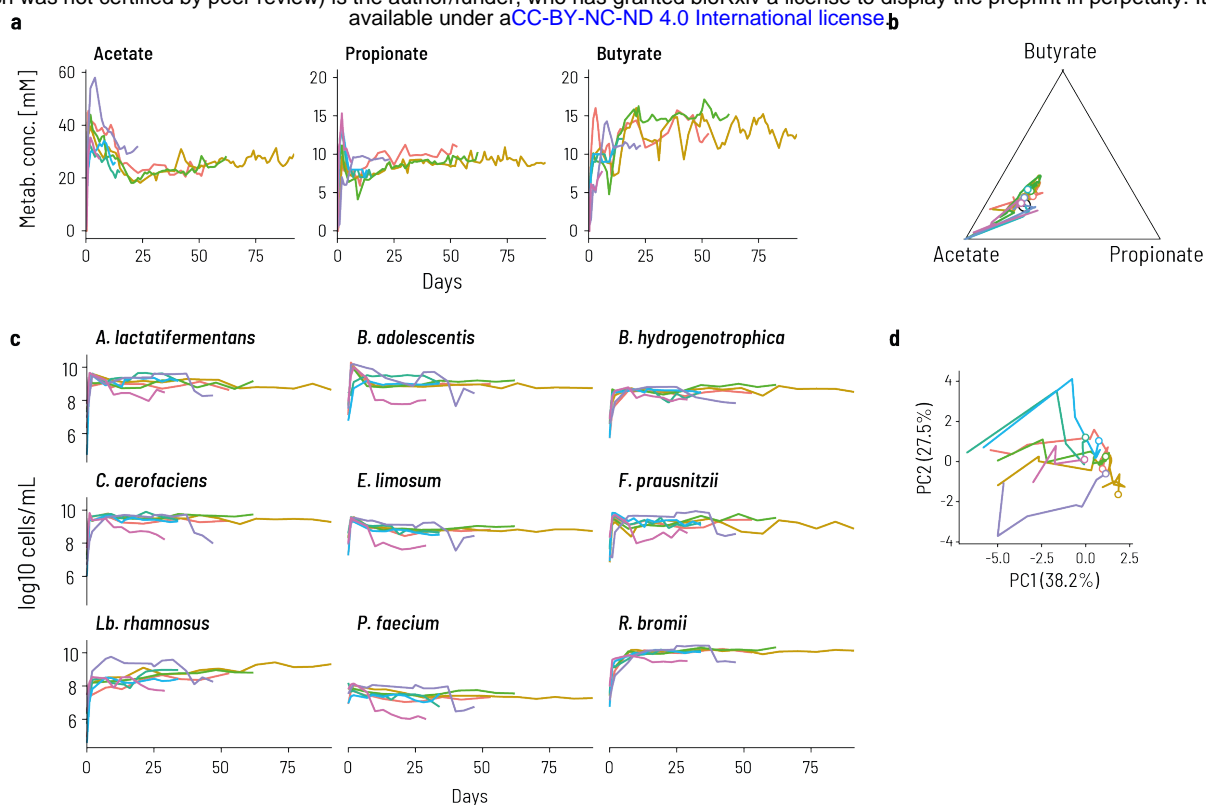 on was not certified by peer review) is the author/funder, who has granted bioRxiv a license to display the preprint in perpetuity. It
available under aCC-BY-NC-ND 4.0 International license.
a
b
Acetate
Propionate
Butyrate
Metab. conc. [mM]
60
40
20
0
20
15
10
5
0
20
15
10
5
0
0 25 50 75
0 25 50 75
0 25 50 75
Days
Butyrate
Acetate
Propionate
c
d
A. lactatifermentans
B. adolescentis
B. hydrogenotrophica
10
8
6
C. aerofaciens
E. limosum
F. prausnitzii
10
8
6
log10 cells/mL
Lb. rhamnosus
P. faecium
R. bromii
10
8
6
0 25 50 75
0 25 50 75
0 25 50 75
Days
PC2 (27.5%)
4
2
0
-2
-4
-5.0 -2.5 0.0 2.5
PC1 (38.2%)